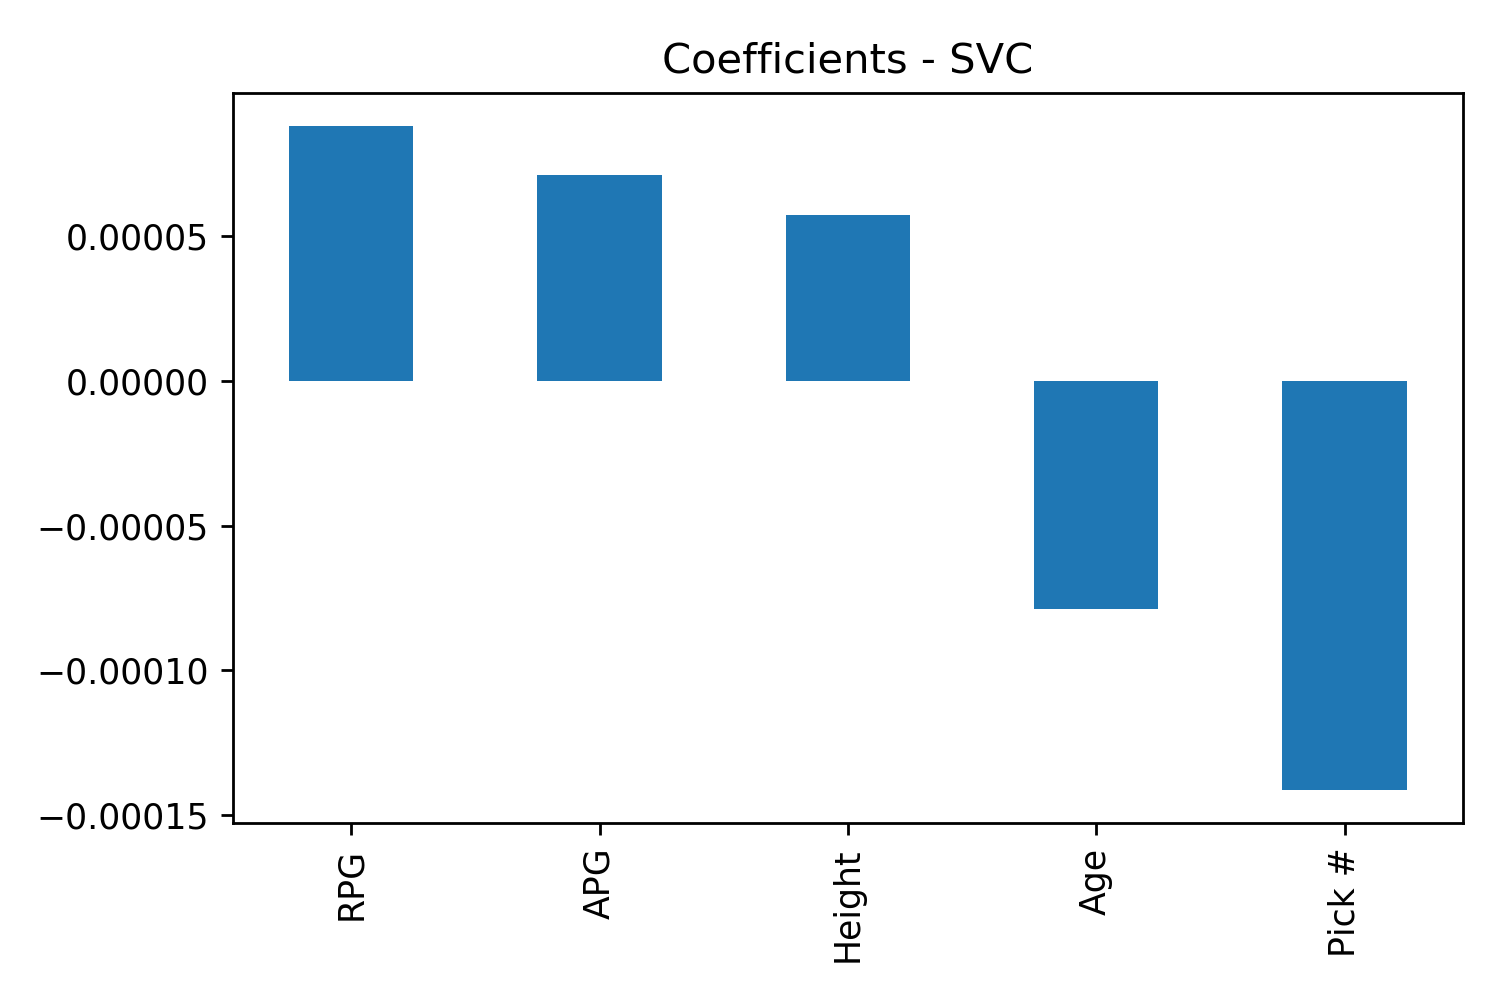 Coefficients - SVC
0.00005
0.00000
−0.00005
−0.00010
−0.00015
RPG
APG
Height
Age
Pick #